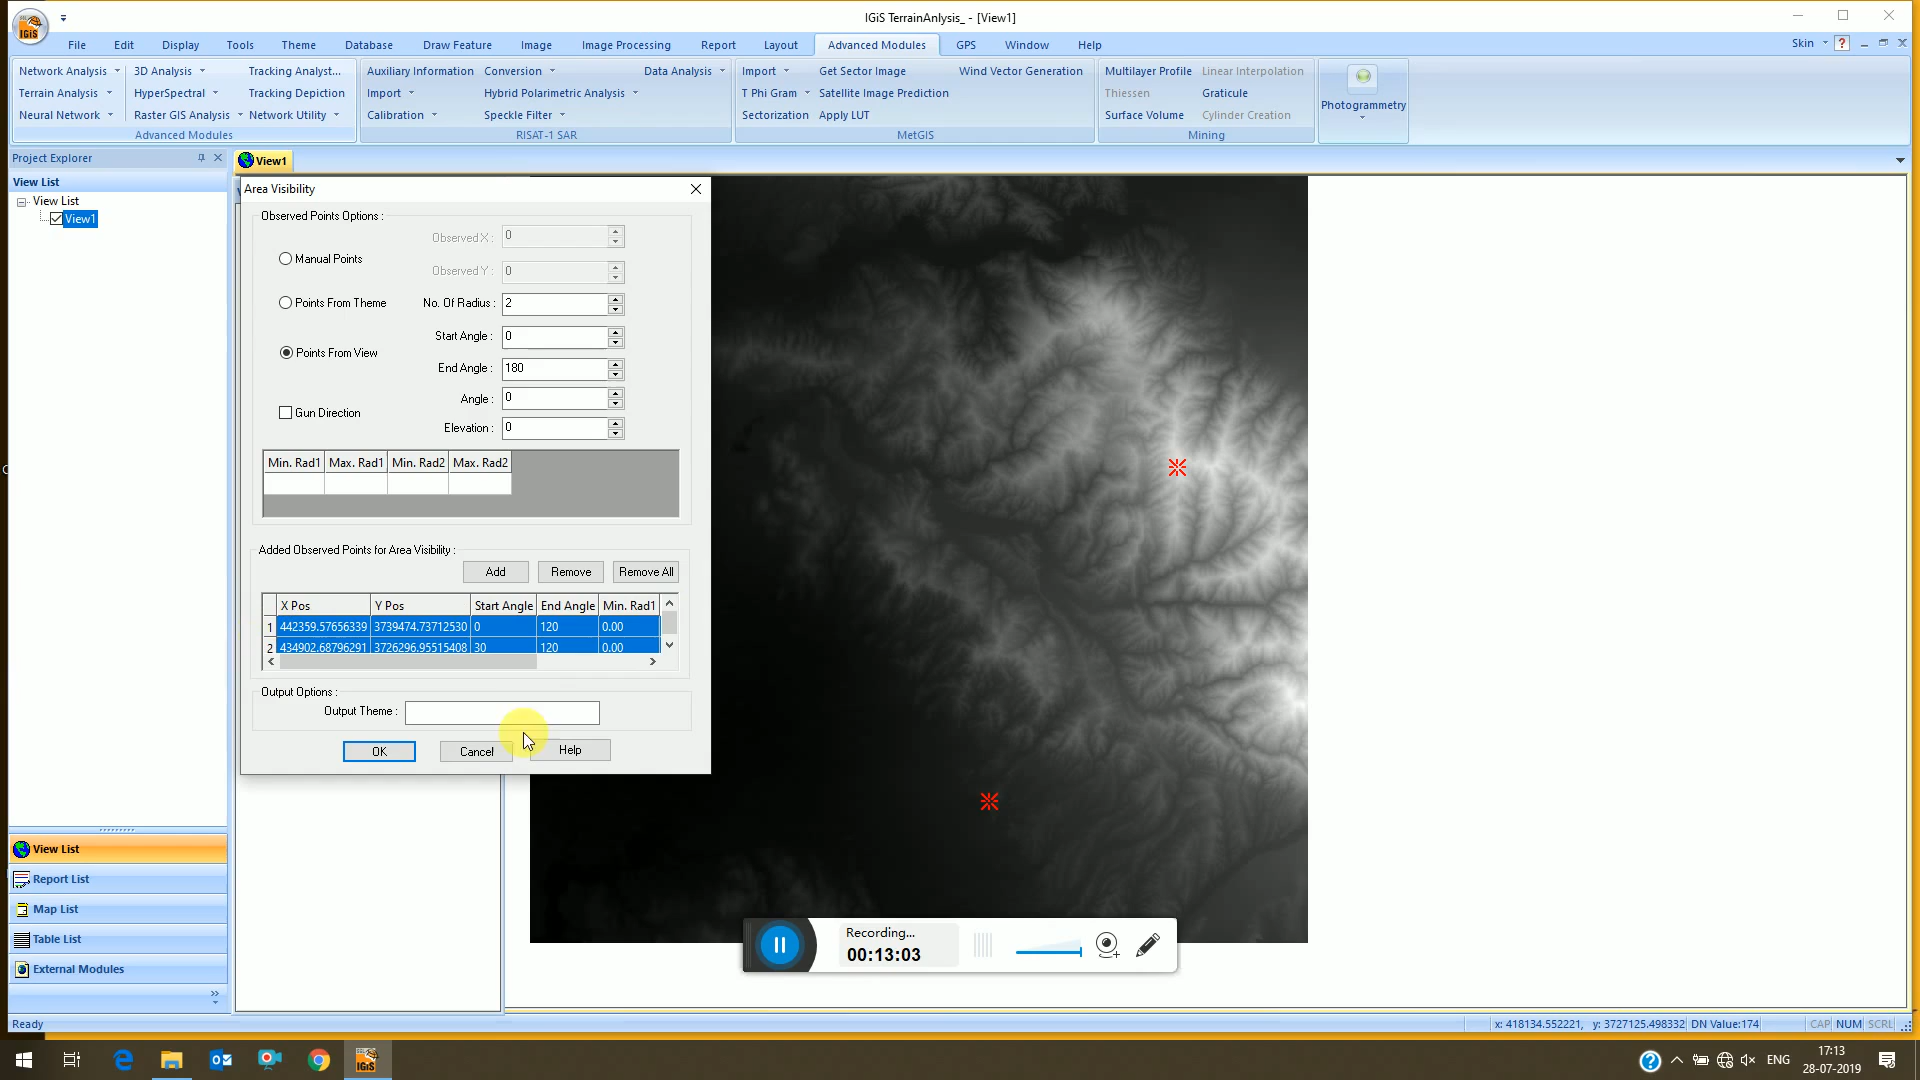 IGiS TerrainAnlysis_ - [View1]
IGiS
File Edit Display Tools Theme Database Draw Feature Image Image Processing Report Layout Advanced Modules GPS Window Help
Skin ?
Network Analysis 3D Analysis Tracking Analyst... Auxiliary Information Conversion Data Analysis Import Get Sector Image Wind Vector Generation Multilayer Profile Linear Interpolation
Terrain Analysis HyperSpectral Tracking Depiction Import Hybrid Polarimetric Analysis T Phi Gram Satellite Image Prediction Thiessen Graticule
Photogrammetry
Neural Network Raster GIS Analysis Network Utility Calibration Speckle Filter Sectorization Apply LUT Surface Volume Cylinder Creation
Advanced Modules RISAT-1 SAR MetGIS Mining
Project Explorer
View1
View List
View List
View1
Area Visibility
Observed Points Options :
Observed X : 0
Manual Points
Observed Y : 0
Points From Theme No. Of Radius : 2
Start Angle : 0
Points From View
End Angle : 180
Angle : 0
Gun Direction
Elevation : 0
Min. Rad1 Max. Rad1 Min. Rad2 Max. Rad2
Added Observed Points for Area Visibility :
Add Remove Remove All
X Pos Y Pos Start Angle End Angle Min. Rad1
1 442359.57656339 3739474.73712530 0 120 0.00
2 434902.68796291 3726296.95515408 30 120 0.00
Output Options :
Output Theme :
OK Cancel Help
View List
Report List
Map List
Table List
External Modules
Recording...
00:13:03
Ready
x: 418134.552221, y: 3727125.498332 DN Value:174 CAP NUM SCRL
IGiS
? ENG
17:13
28-07-2019